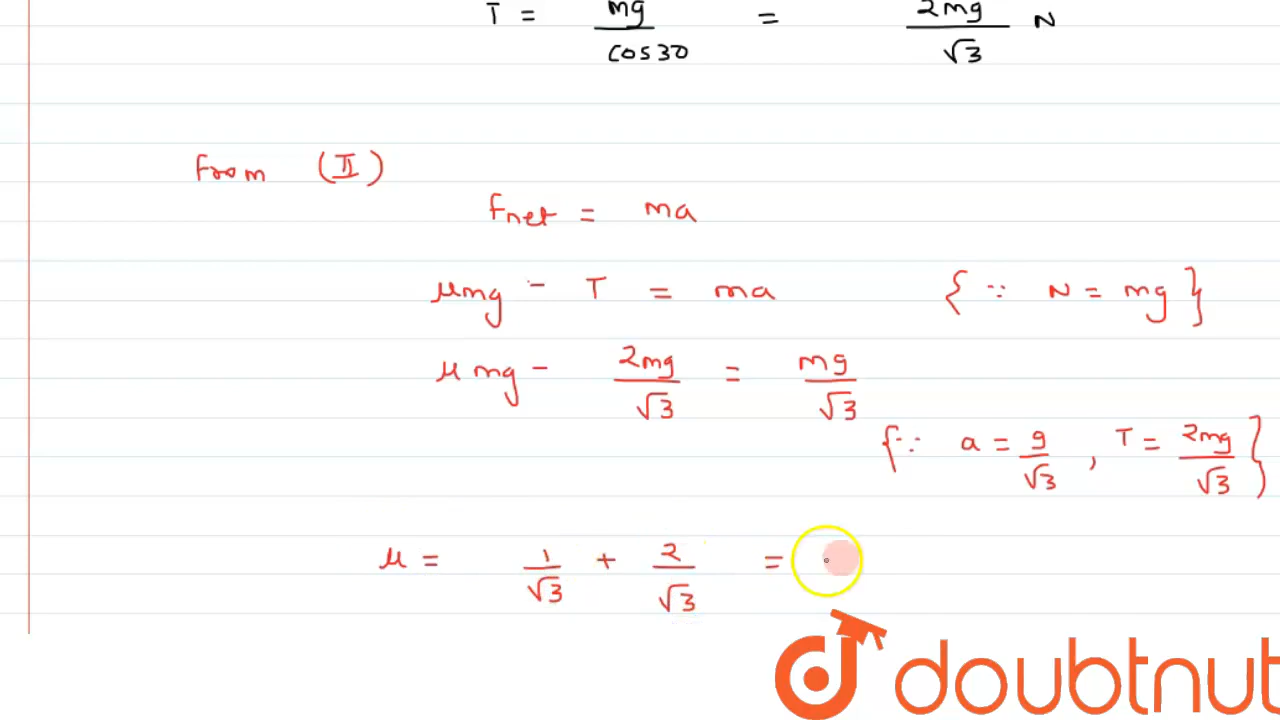 T = mg / cos30 = 2mg / √3 N
From (II)
Fnet = ma
μmg - T = ma {∵ N = mg}
μmg - 2mg / √3 = mg / √3
{∵ a = g / √3 , T = 2mg / √3}
μ = 1 / √3 + 2 / √3 =
doubtnut